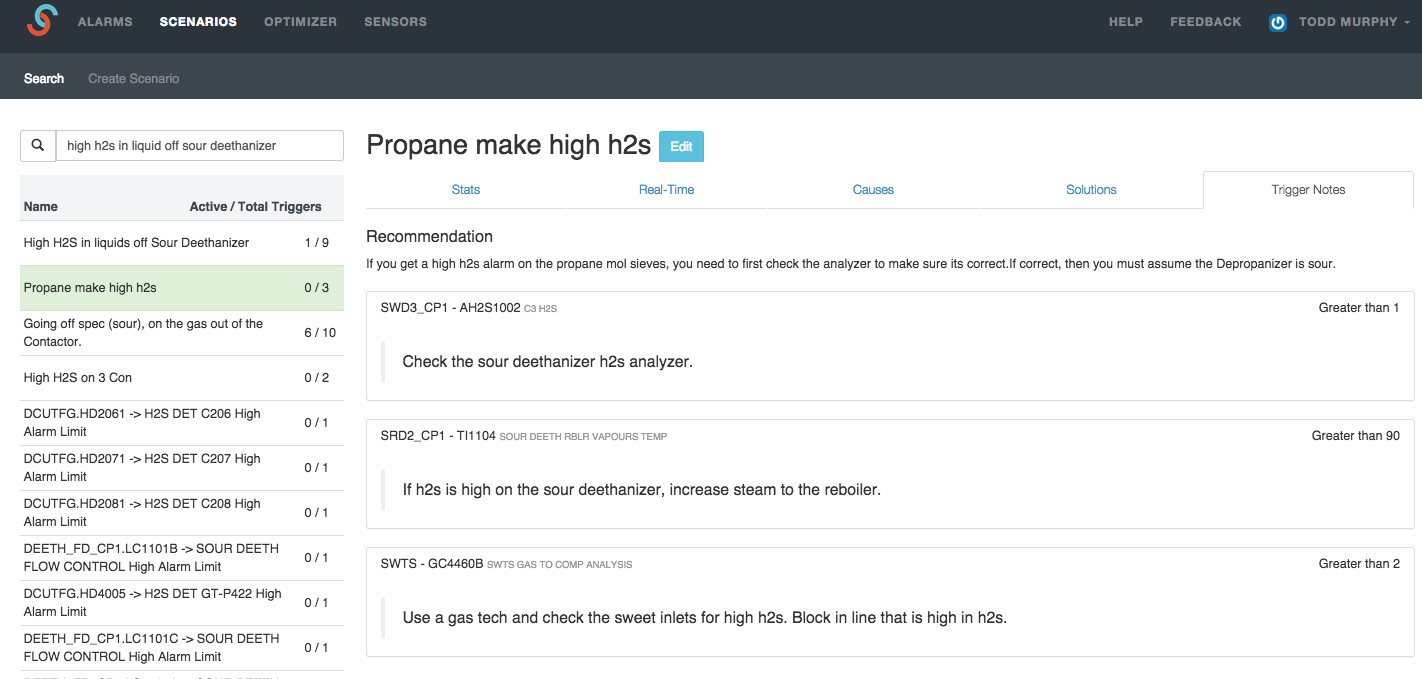 ALARMS SCENARIOS OPTIMIZER SENSORS HELP FEEDBACK TODD MURPHY
Search Create Scenario
high h2s in liquid off sour deethanizer
Name Active / Total Triggers
High H2S in liquids off Sour Deethanizer 1 / 9
Propane make high h2s 0 / 3
Going off spec (sour), on the gas out of the
Contactor. 6 / 10
High H2S on 3 Con 0 / 2
DCUTFG.HD2061 -> H2S DET C206 High
Alarm Limit 0 / 1
DCUTFG.HD2071 -> H2S DET C207 High
Alarm Limit 0 / 1
DCUTFG.HD2081 -> H2S DET C208 High
Alarm Limit 0 / 1
DEETH_FD_CP1.LC1101B -> SOUR DEETH
FLOW CONTROL High Alarm Limit 0 / 1
DCUTFG.HD4005 -> H2S DET GT-P422 High
Alarm Limit 0 / 1
DEETH_FD_CP1.LC1101C -> SOUR DEETH
FLOW CONTROL High Alarm Limit 0 / 1
Propane make high h2s Edit
Stats Real-Time Causes Solutions Trigger Notes
Recommendation
If you get a high h2s alarm on the propane mol sieves, you need to first check the analyzer to make sure its correct.If correct, then you must assume the Depropanizer is sour.
SWD3_CP1 - AH2S1002 C3 H2S Greater than 1
Check the sour deethanizer h2s analyzer.
SRD2_CP1 - TI1104 SOUR DEETH RBLR VAPOURS TEMP Greater than 90
If h2s is high on the sour deethanizer, increase steam to the reboiler.
SWTS - GC4460B SWTS GAS TO COMP ANALYSIS Greater than 2
Use a gas tech and check the sweet inlets for high h2s. Block in line that is high in h2s.